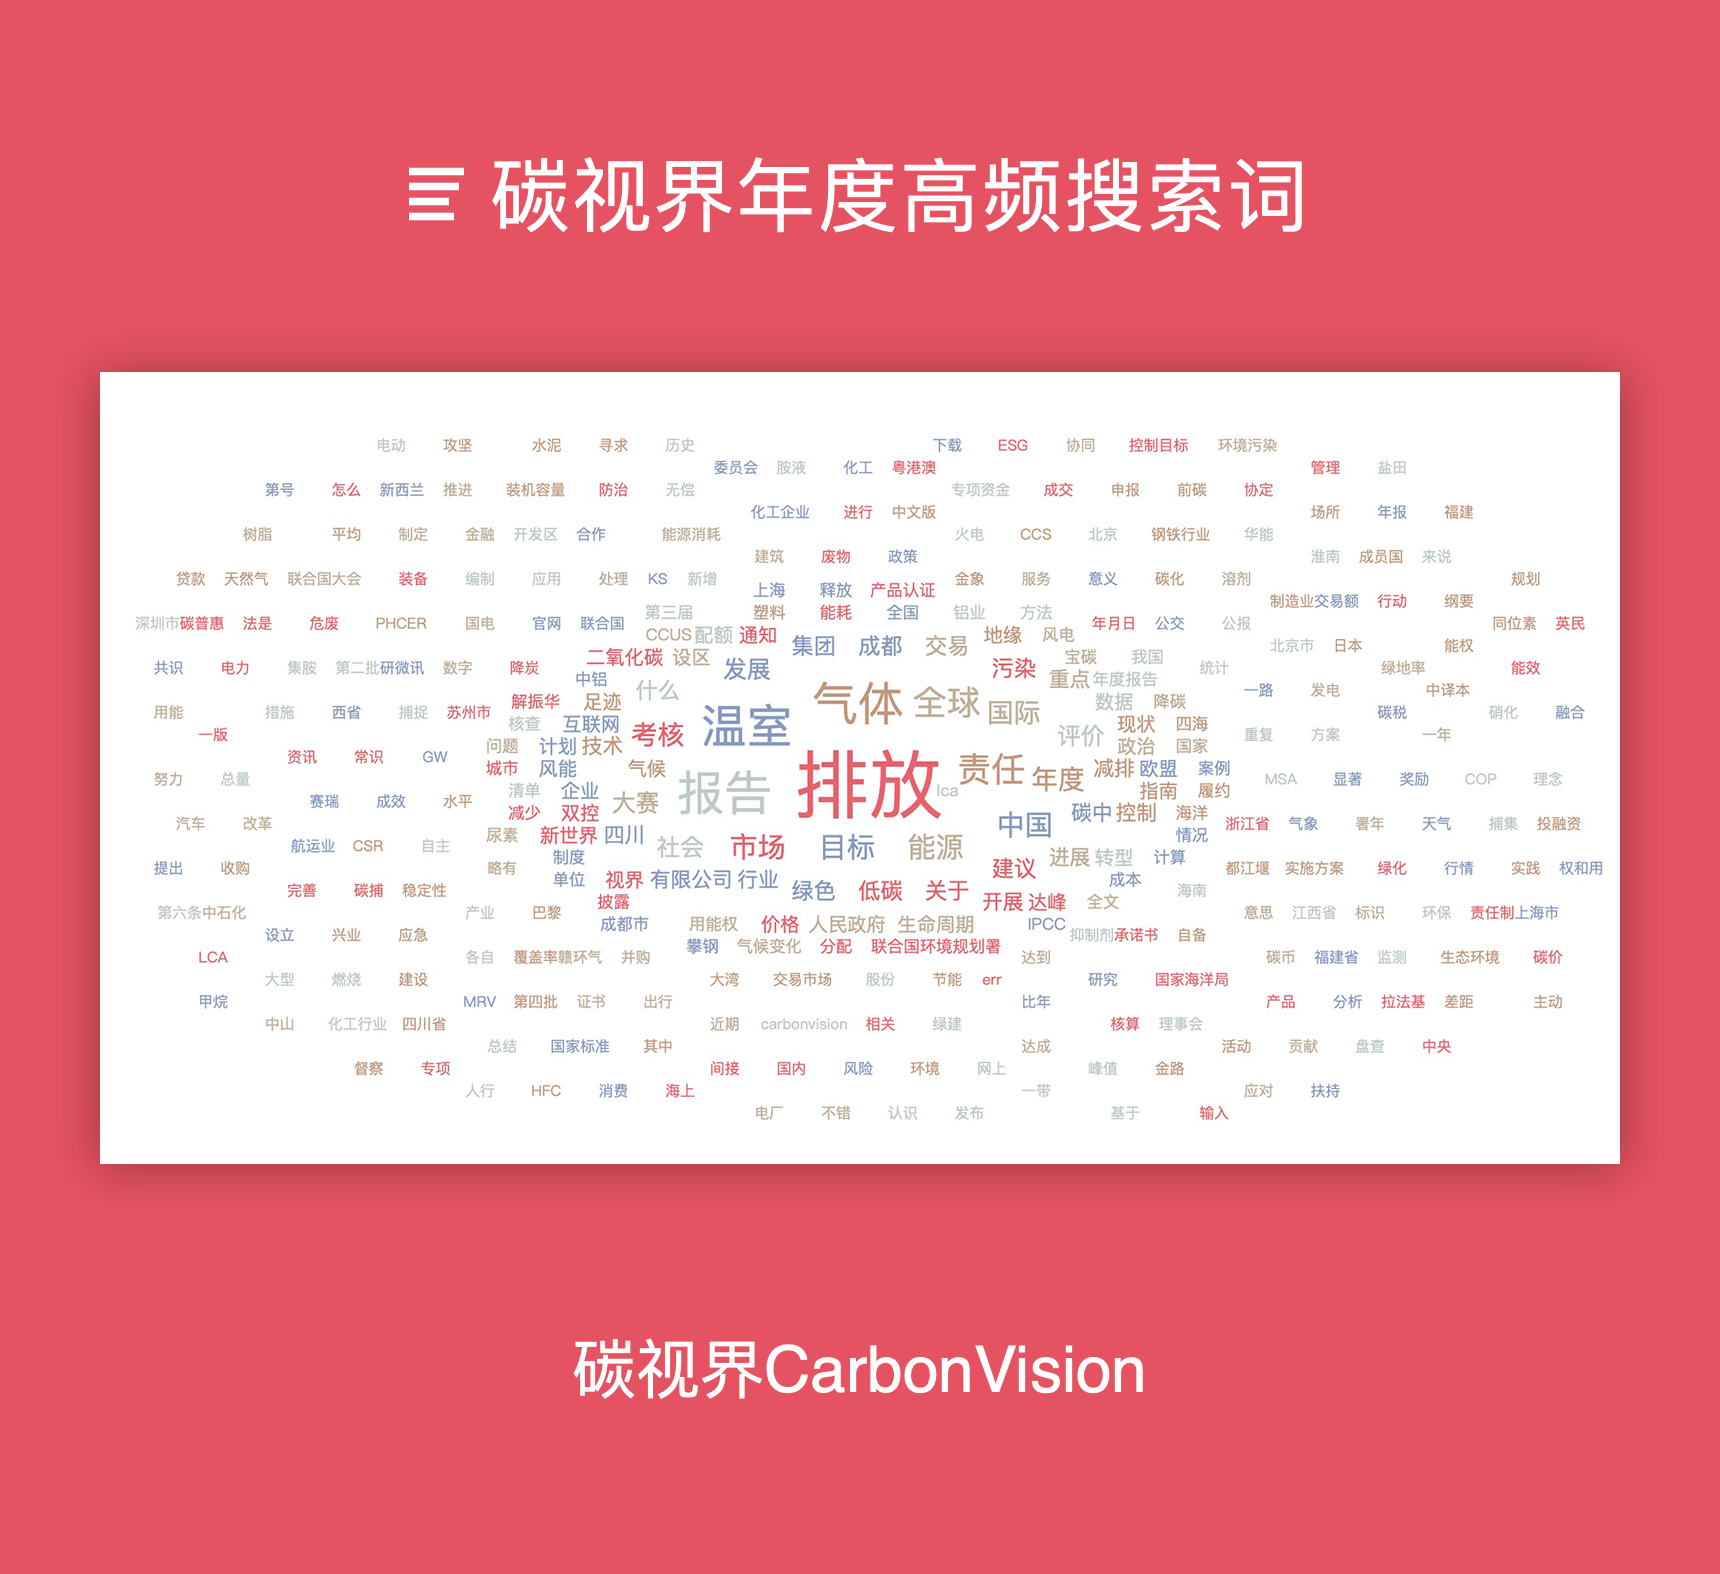 碳视界年度高频搜索词
电动 攻坚 水泥 寻求 历史 下载 ESG 协同 控制目标 环境污染
委员会 胺液 化工 粤港澳 管理 盐田
第号 怎么 新西兰 推进 装机容量 防治 无偿 专项资金 成交 申报 前碳 协定
化工企业 进行 中文版 场所 年报 福建
树脂 平均 制定 金融 开发区 合作 能源消耗 火电 CCS 北京 钢铁行业 华能
建筑 废物 政策 淮南 成员国 来说
贷款 天然气 联合国大会 装备 编制 应用 处理 KS 新增 金象 服务 意义 碳化 溶剂 规划
上海 释放 产品认证
制造业 交易额 行动 纲要
第三届 塑料 能耗 全国 铝业 方法
深圳市 碳普惠 法是 危废 PHCER 国电 官网 联合国 年月日 公交 公报 同位素 英民
CCUS 配额 通知 集团 成都 交易 地缘 风电 北京市 日本 能权
二氧化碳 设区 发展 污染 宝碳 我国
共识 电力 集胺 第二批 研微讯 数字 降炭 统计 绿地率 能效
中铝 什么 重点 年度报告 一路 发电 中译本
解振华 足迹 气体 全球 国际 数据 降碳
用能 措施 西省 捕捉 苏州市 碳税 硝化 融合
核查 互联网 考核 温室 评价 现状 四海
一版 重复 方案 一年
问题 计划 技术 政治 国家
资讯 常识 GW 城市 风能 气候 责任 年度 减排 欧盟 案例
努力 总量 MSA 显著 奖励 COP 理念
清单 企业 大赛 报告 排放 lca 指南 履约
赛瑞 成效 水平 减少 双控 中国 碳中 控制 海洋
汽车 改革 浙江省 气象 署年 天气 捕集 投融资
尿素 新世界 四川 情况
航运业 CSR 自主 社会 市场 目标 能源
制度 进展 转型 计算
提出 收购 略有 建议 都江堰 实施方案 绿化 行情 实践 权和用
单位 视界 有限公司 行业 成本
完善 碳捕 稳定性 绿色 低碳 关于 海南
披露 开展 达峰 全文
第六条 中石化 产业 巴黎 意思 江西省 标识 环保 责任制 上海市
成都市 用能权 价格 人民政府 生命周期 IPCC
设立 兴业 应急 抑制剂 承诺书 自备
攀钢 气候变化 分配 联合国环境规划署
LCA 各自 覆盖率 赣环气 并购 达到 碳币 福建省 监测 生态环境 碳价
大型 燃烧 建设 大湾 交易市场 股份 节能 err 研究 国家海洋局
甲烷 MRV 第四批 证书 出行 比年 产品 分析 拉法基 差距 主动
中山 化工行业 四川省 近期 carbonvision 相关 绿建 核算 理事会
总结 国家标准 其中 达成 活动 贡献 盘查 中央
督察 专项 间接 国内 风险 环境 网上 峰值 金路
人行 HFC 消费 海上 一带 应对 扶持
电厂 不错 认识 发布 基于 输入
碳视界CarbonVision